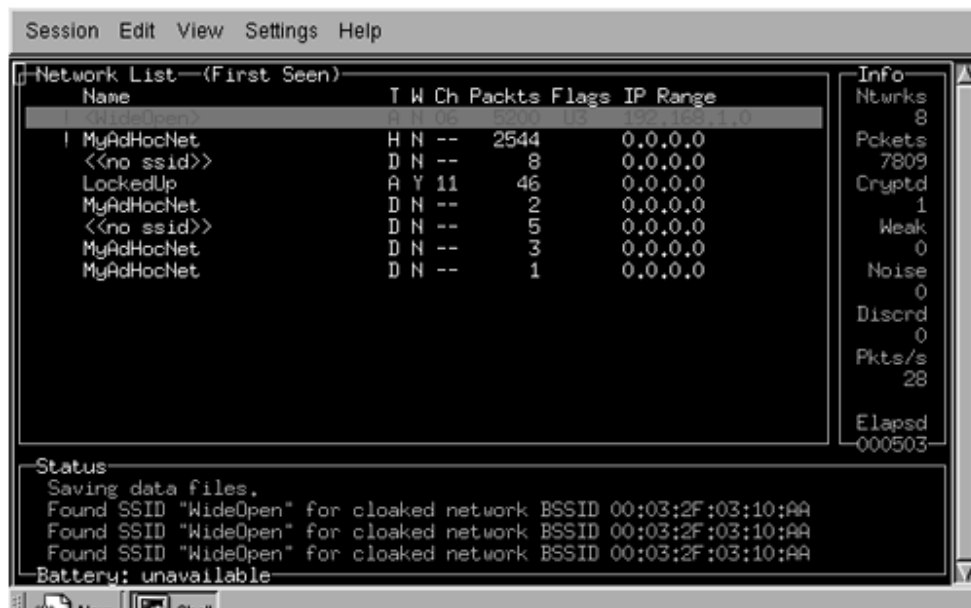 Session Edit View Settings Help
Network List—(First Seen) Info
Name T W Ch Packts Flags IP Range Ntwrks
! <WideOpen> A N 06 5200 U3 192.168.1.0 8
! MyAdHocNet H N -- 2544 0.0.0.0 Pckets
<<no ssid>> D N -- 8 0.0.0.0 7809
LockedUp A Y 11 46 0.0.0.0 Cryptd
MyAdHocNet D N -- 2 0.0.0.0 1
<<no ssid>> D N -- 5 0.0.0.0 Weak
MyAdHocNet D N -- 3 0.0.0.0 0
MyAdHocNet D N -- 1 0.0.0.0 Noise
0
Discrd
0
Pkts/s
28
Elapsd
000503
Status
Saving data files.
Found SSID "WideOpen" for cloaked network BSSID 00:03:2F:03:10:AA
Found SSID "WideOpen" for cloaked network BSSID 00:03:2F:03:10:AA
Found SSID "WideOpen" for cloaked network BSSID 00:03:2F:03:10:AA
Battery: unavailable